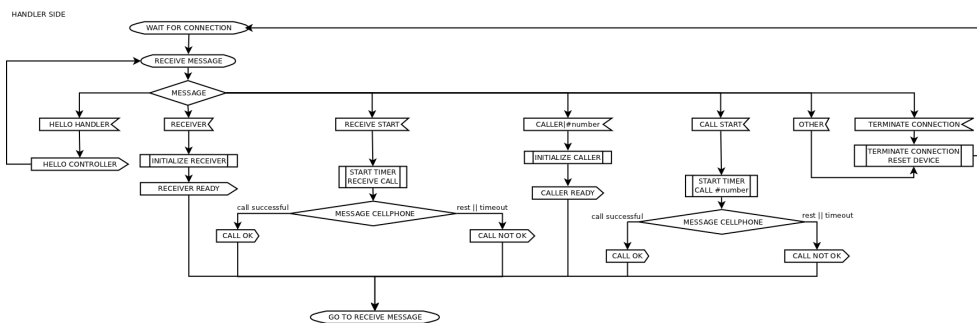 HANDLER SIDE
WAIT FOR CONNECTION
RECEIVE MESSAGE
MESSAGE
HELLO HANDLER
RECEIVER
RECEIVE START
CALLER|#number
CALL START
OTHER
TERMINATE CONNECTION
HELLO CONTROLLER
INITIALIZE RECEIVER
INITIALIZE CALLER
TERMINATE CONNECTION
RESET DEVICE
START TIMER
RECEIVE CALL
START TIMER
CALL #number
RECEIVER READY
CALLER READY
call successful
MESSAGE CELLPHONE
rest || timeout
call successful
MESSAGE CELLPHONE
rest || timeout
CALL OK
CALL NOT OK
CALL OK
CALL NOT OK
GO TO RECEIVE MESSAGE